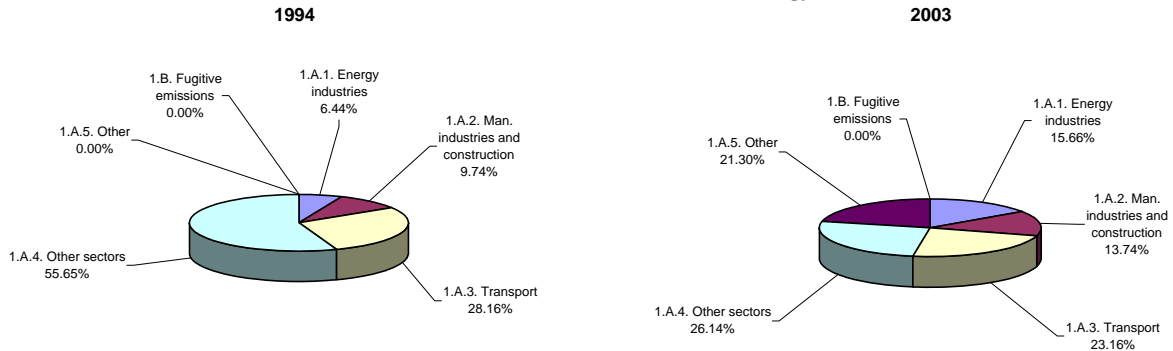 1994
1.B. Fugitive
emissions
0.00%
1.A.1. Energy
industries
6.44%
1.A.5. Other
0.00%
1.A.2. Man.
industries and
construction
9.74%
1.A.4. Other sectors
55.65%
1.A.3. Transport
28.16%
2003
1.B. Fugitive
emissions
0.00%
1.A.1. Energy
industries
15.66%
1.A.5. Other
21.30%
1.A.2. Man.
industries and
construction
13.74%
1.A.4. Other sectors
26.14%
1.A.3. Transport
23.16%